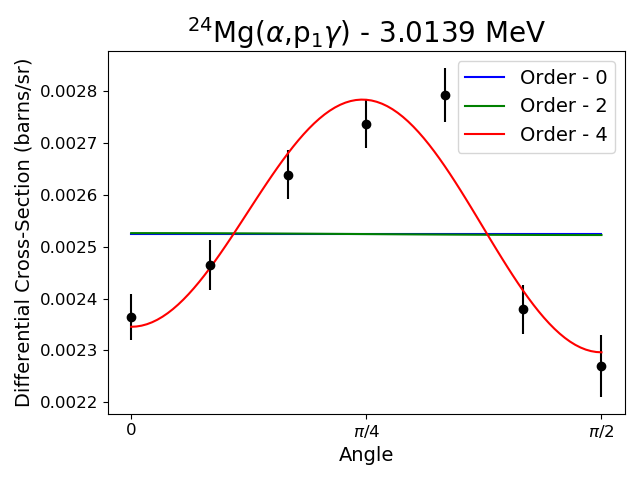 ²⁴Mg(α,p₁γ) - 3.0139 MeV
Order - 0
Order - 2
Order - 4
Differential Cross-Section (barns/sr)
0.0028
0.0027
0.0026
0.0025
0.0024
0.0023
0.0022
0
π/4
π/2
Angle